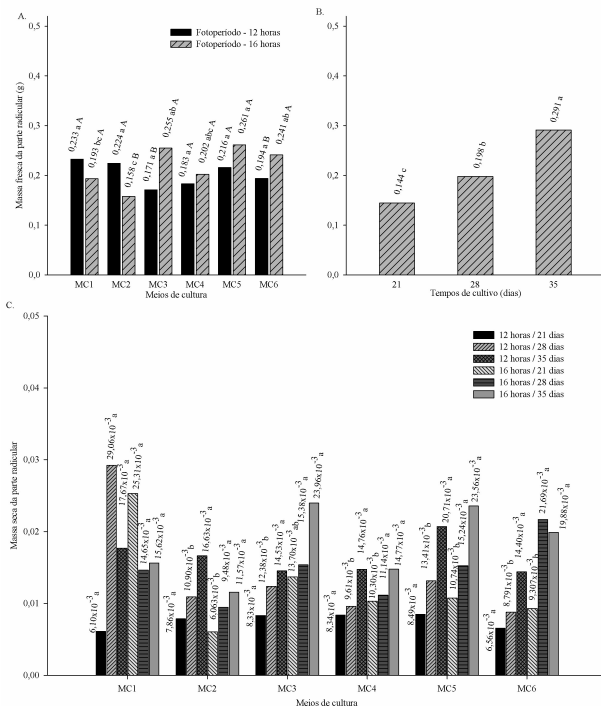 A.
Fotoperíodo - 12 horas
Fotoperíodo - 16 horas
0,5
0,4
0,3
0,2
0,1
0,0
Massa fresca da parte radicular (g)
0,233 a A
0,193 bc A
0,224 a A
0,158 c B
0,171 a B
0,255 ab A
0,183 a A
0,202 abc A
0,216 a A
0,261 a A
0,194 a B
0,241 ab A
MC1 MC2 MC3 MC4 MC5 MC6
Meios de cultura
B.
0,5
0,4
0,3
0,2
0,1
0,0
0,144 c
0,198 b
0,291 a
21 28 35
Tempos de cultivo (dias)
C.
0,05
0,04
0,03
0,02
0,01
0,00
Massa seca da parte radicular
12 horas / 21 dias
12 horas / 28 dias
12 horas / 35 dias
16 horas / 21 dias
16 horas / 28 dias
16 horas / 35 dias
6,10x10⁻³ a
29,06x10⁻³ a
17,67x10⁻³ a
25,31x10⁻³ a
14,65x10⁻³ a
15,62x10⁻³ a
7,86x10⁻³ a
10,90x10⁻³ b
16,63x10⁻³ a
6,063x10⁻³ b
9,48x10⁻³ a
11,57x10⁻³ a
8,33x10⁻³ a
12,38x10⁻³ b
14,53x10⁻³ a
13,70x10⁻³ ab
15,38x10⁻³ a
23,96x10⁻³ a
8,34x10⁻³ a
9,61x10⁻³ b
14,76x10⁻³ a
10,30x10⁻³ b
11,14x10⁻³ a
14,77x10⁻³ a
8,49x10⁻³ a
13,41x10⁻³ b
20,71x10⁻³ a
10,74x10⁻³ b
15,24x10⁻³ a
23,56x10⁻³ a
6,56x10⁻³ a
8,791x10⁻³ b
14,40x10⁻³ a
9,302x10⁻³ b
21,69x10⁻³ a
19,88x10⁻³ a
MC1 MC2 MC3 MC4 MC5 MC6
Meios de cultura